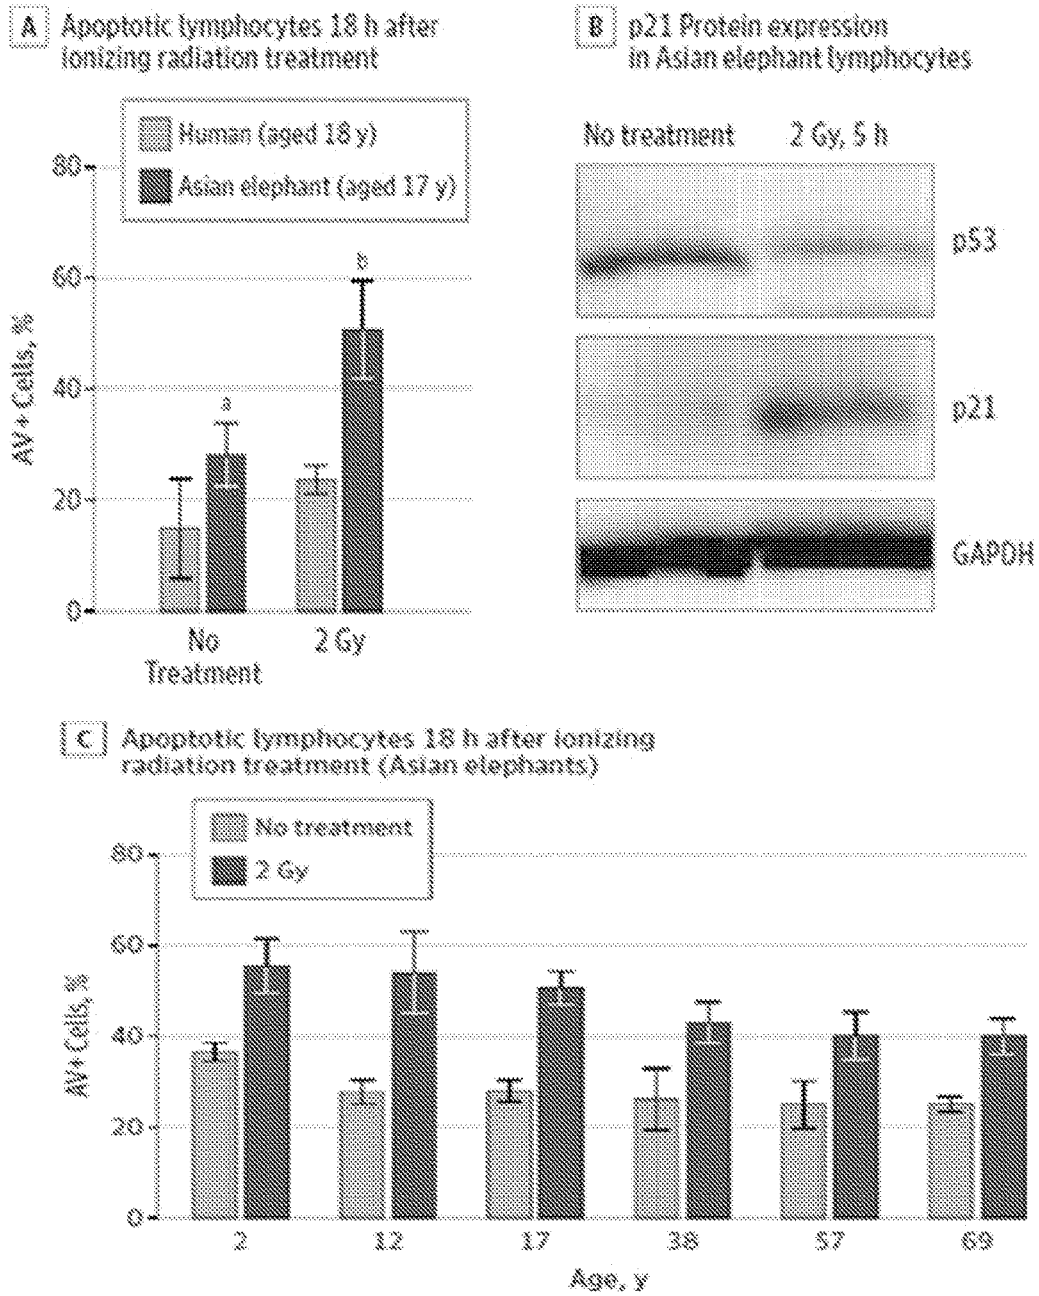 A Apoptotic lymphocytes 18 h after
ionizing radiation treatment
Human (aged 18 y)
Asian elephant (aged 17 y)
80
60
40
20
0
AV+ Cells, %
a
b
No
Treatment
2 Gy
B p21 Protein expression
in Asian elephant lymphocytes
No treatment 2 Gy, 5 h
p53
p21
GAPDH
C Apoptotic lymphocytes 18 h after ionizing
radiation treatment (Asian elephants)
No treatment
2 Gy
80
60
40
20
0
AV+ Cells, %
2 12 17 38 57 69
Age, y